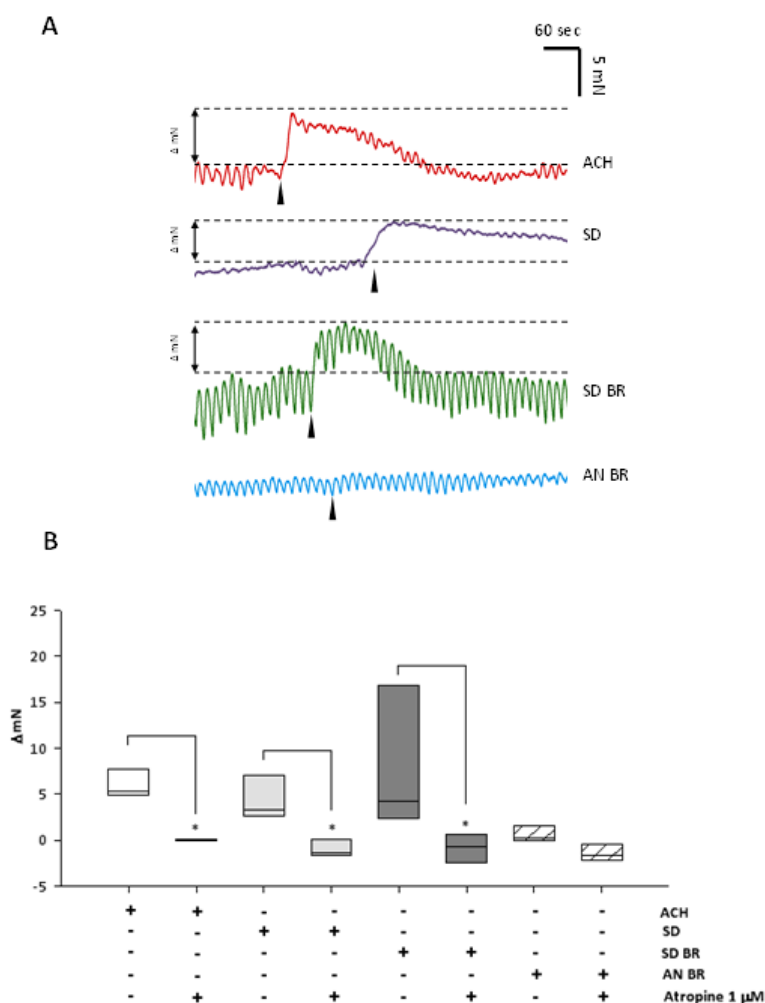 A
60 sec
5 mN
Δ mN
ACH
Δ mN
SD
Δ mN
SD BR
AN BR
B
25
20
15
10
5
0
-5
ΔmN
* * *
+ + - - - - - - ACH
- - + + - - - - SD
- - - - + + - - SD BR
- - - - - - + + AN BR
- + - + - + - + Atropine 1 µM